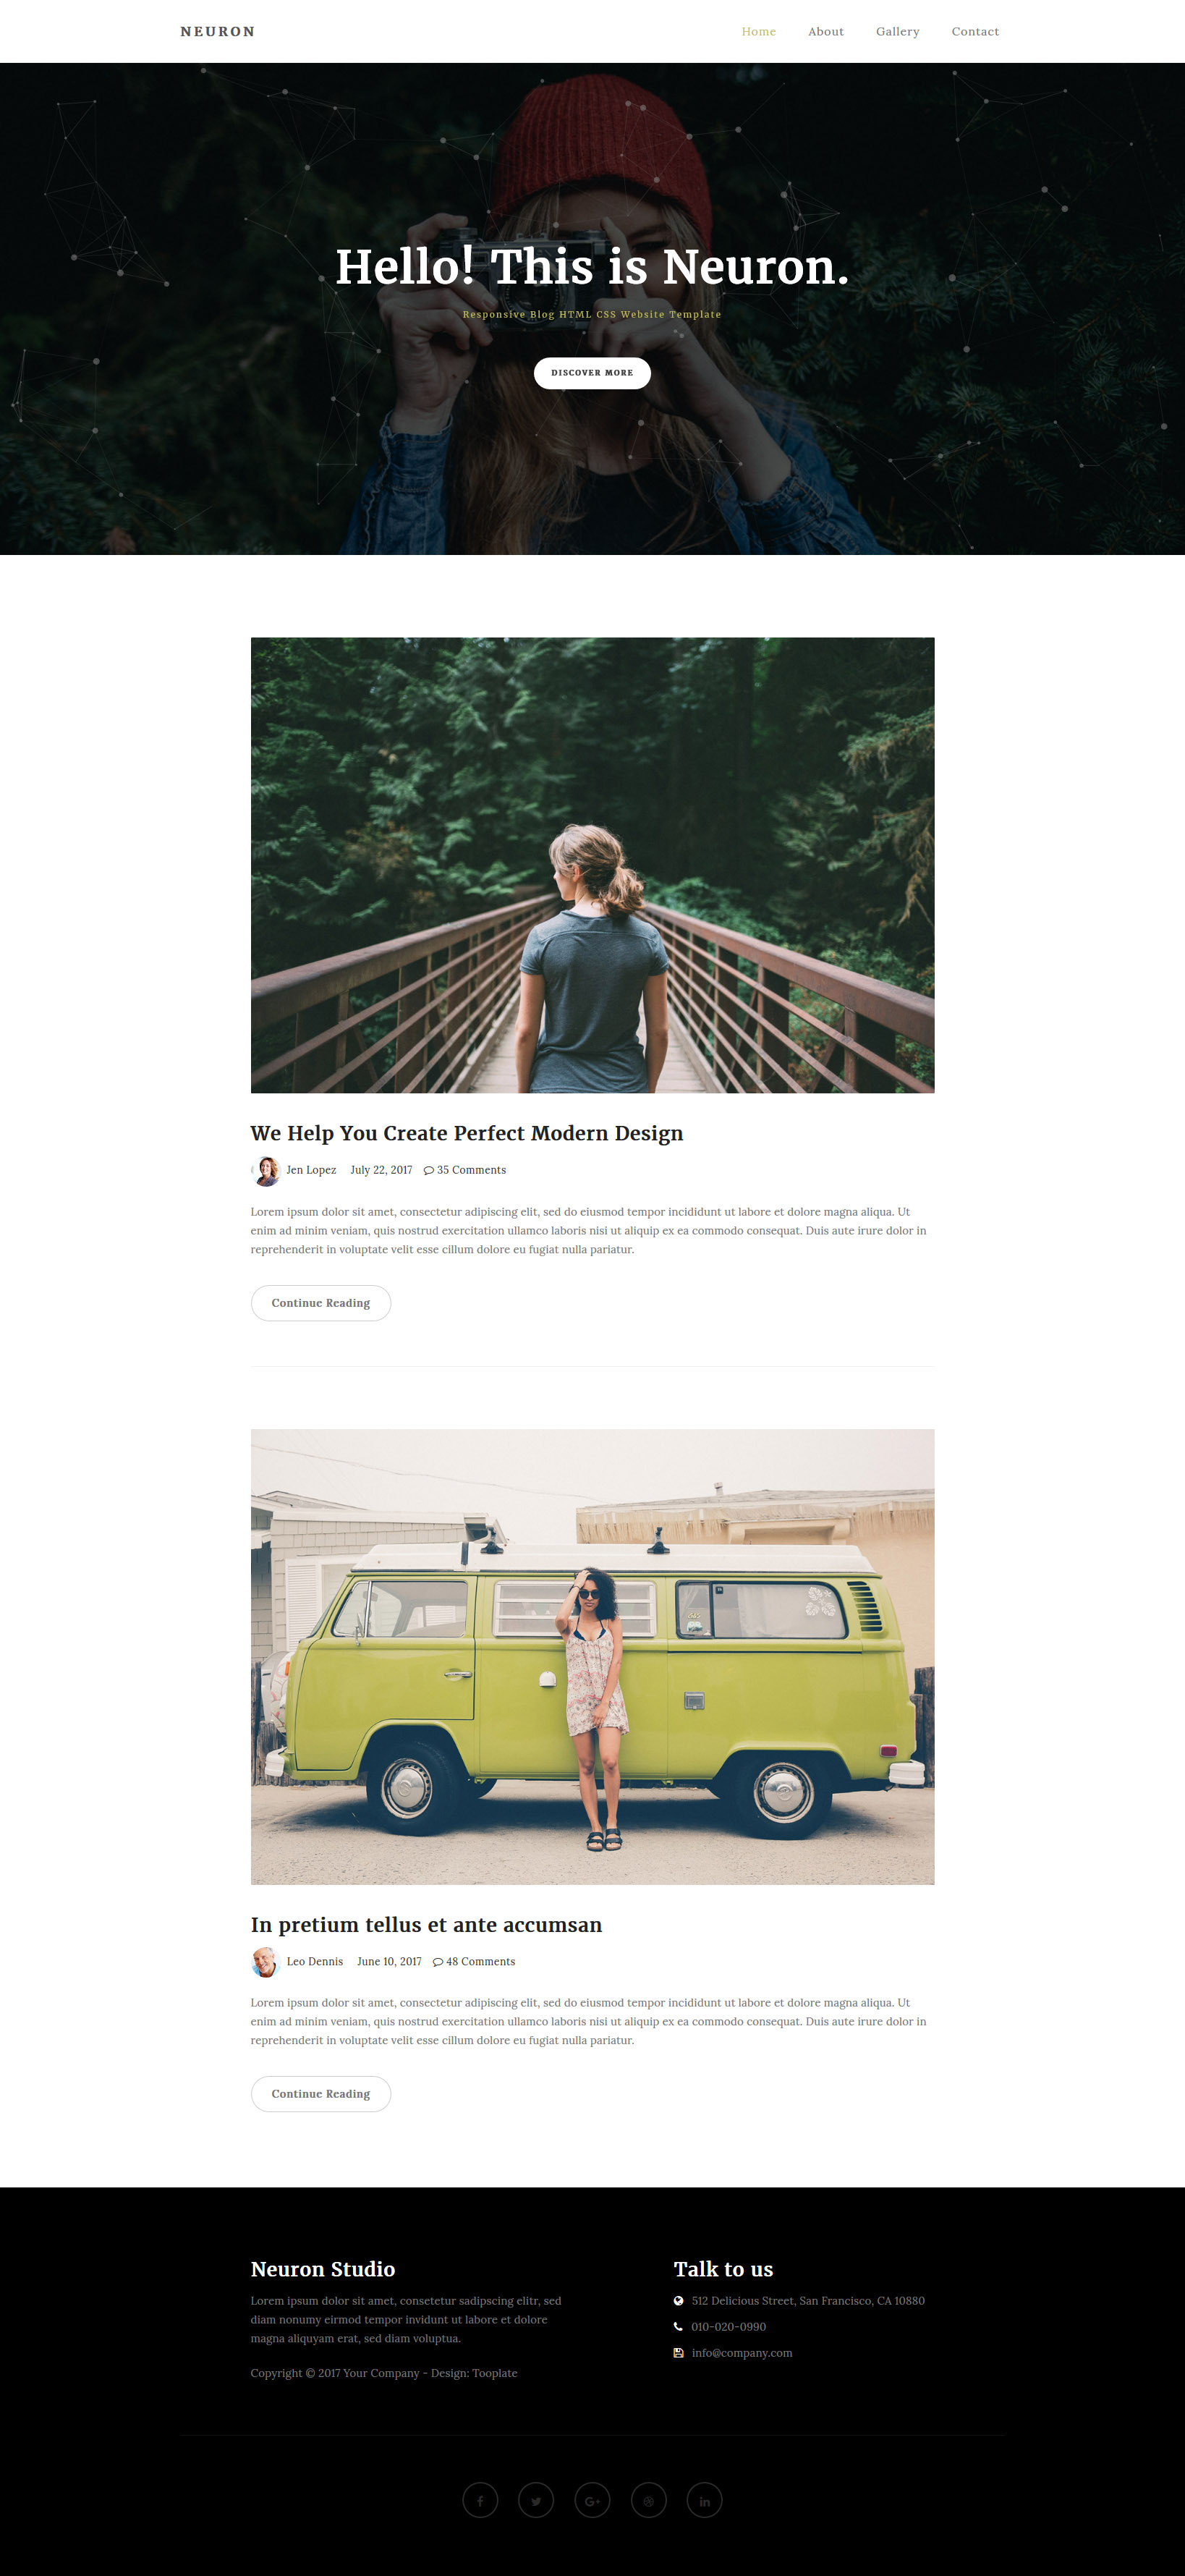 NEURON
Home About Gallery Contact
Hello! This is Neuron.
Responsive Blog HTML CSS Website Template
DISCOVER MORE
We Help You Create Perfect Modern Design
Jen Lopez July 22, 2017 35 Comments
Lorem ipsum dolor sit amet, consectetur adipiscing elit, sed do eiusmod tempor incididunt ut labore et dolore magna aliqua. Ut
enim ad minim veniam, quis nostrud exercitation ullamco laboris nisi ut aliquip ex ea commodo consequat. Duis aute irure dolor in
reprehenderit in voluptate velit esse cillum dolore eu fugiat nulla pariatur.
Continue Reading
In pretium tellus et ante accumsan
Leo Dennis June 10, 2017 48 Comments
Lorem ipsum dolor sit amet, consectetur adipiscing elit, sed do eiusmod tempor incididunt ut labore et dolore magna aliqua. Ut
enim ad minim veniam, quis nostrud exercitation ullamco laboris nisi ut aliquip ex ea commodo consequat. Duis aute irure dolor in
reprehenderit in voluptate velit esse cillum dolore eu fugiat nulla pariatur.
Continue Reading
Neuron Studio
Lorem ipsum dolor sit amet, consetetur sadipscing elitr, sed
diam nonumy eirmod tempor invidunt ut labore et dolore
magna aliquyam erat, sed diam voluptua.
Copyright © 2017 Your Company - Design: Tooplate
Talk to us
512 Delicious Street, San Francisco, CA 10880
010-020-0990
info@company.com